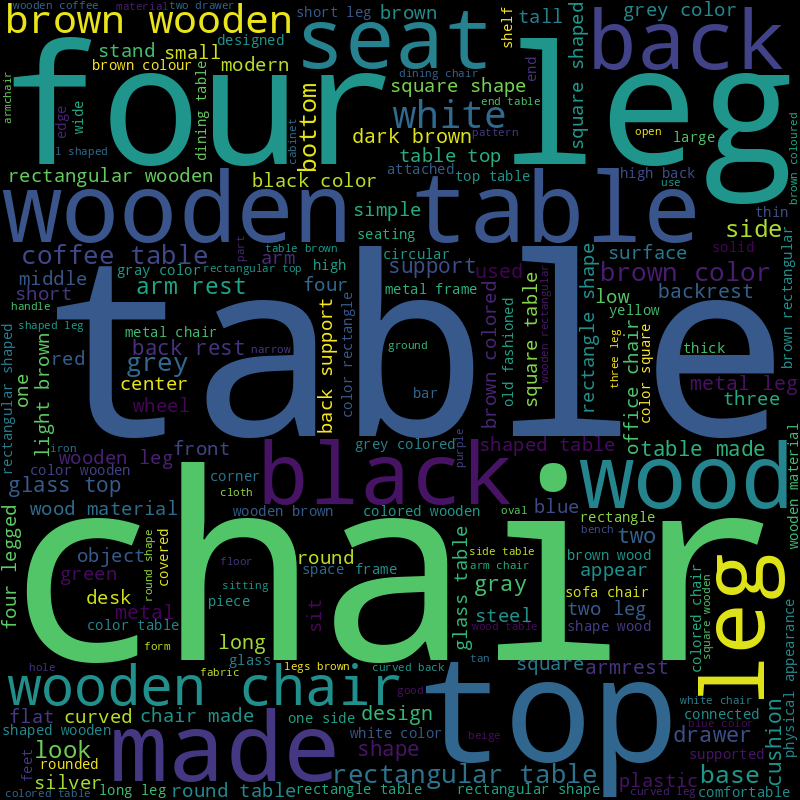 wooden coffee material two drawer short leg brown tall shelf grey color
brown wooden seat back
armchair stand small designed modern brown colour dining chair end square shaped
four leg
edge wide dining table cabinet bottom white square shape end table open large brown coloured
l shaped dark brown pattern
table top attached top table high back use thin
rectangular wooden black color simple side
wooden table
seating solid
coffee table arm table brown part circular support used surface brown color
gray color rectangular top high metal frame backrest
middle short arm rest four low yellow
handle shaped leg table
red metal chair back rest narrow ground thick
grey center back support color rectangle bar old fashioned square table wooden rectangular rectangle shape three leg color square office chair metal leg three brown rectangular
rectangular shaped one light brown wheel brown colored
iron wooden leg front grey colored purple shaped table table made wooden material
color wooden black wood
glass top corner cloth
wood material wooden brown colored wooden oval blue rectangle
chair
four legged object round shape covered floor round space frame glass table side table bench two brown wood appear
green sitting arm chair sofa chair
desk piece sit gray two leg
metal steel wood table shape wood colored chair square wooden leg
color table form long
hole glass legs brown curved back tan square armrest
fabric top
wooden chair good white chair connected physical appearance
flat curved chair made one side design blue color drawer cushion
shaped wooden made white color beige supported
feet look rounded shape
silver rectangular table plastic base
colored table long leg round table rectangle table rectangular shape curved leg comfortable